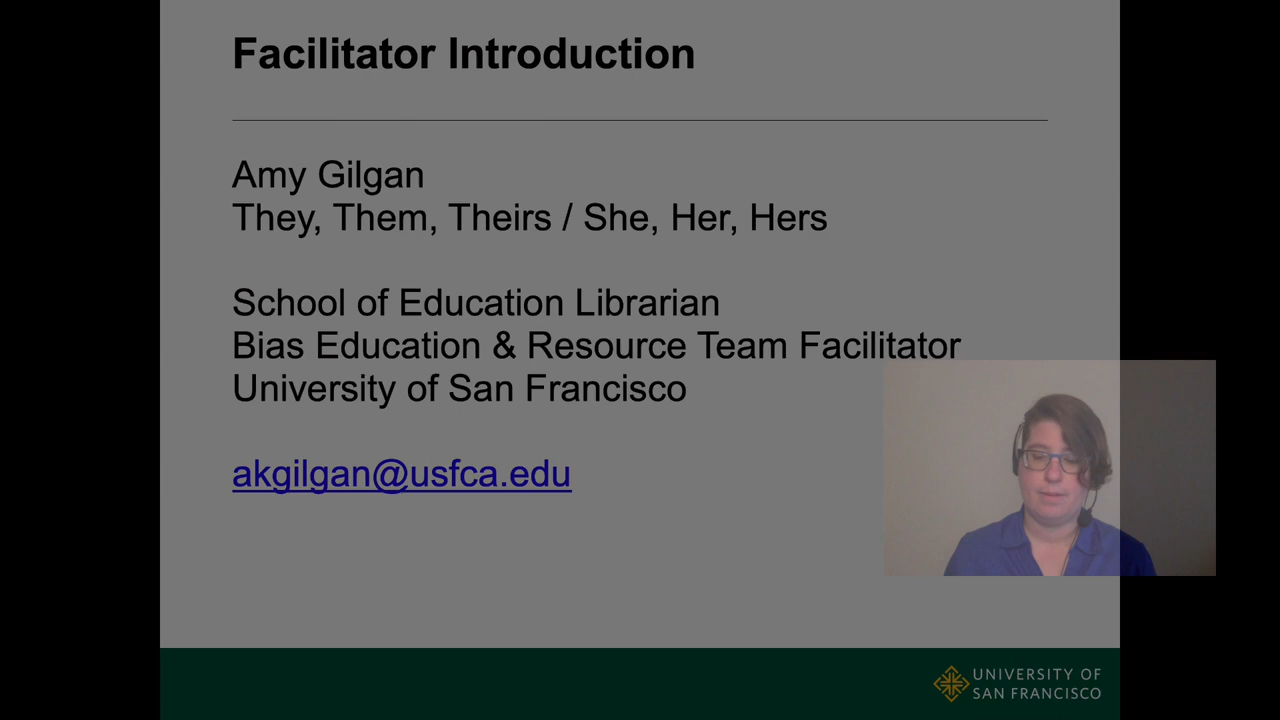 Facilitator Introduction
Amy Gilgan
They, Them, Theirs / She, Her, Hers
School of Education Librarian
Bias Education & Resource Team Facilitator
University of San Francisco
akgilgan@usfca.edu
UNIVERSITY OF
SAN FRANCISCO